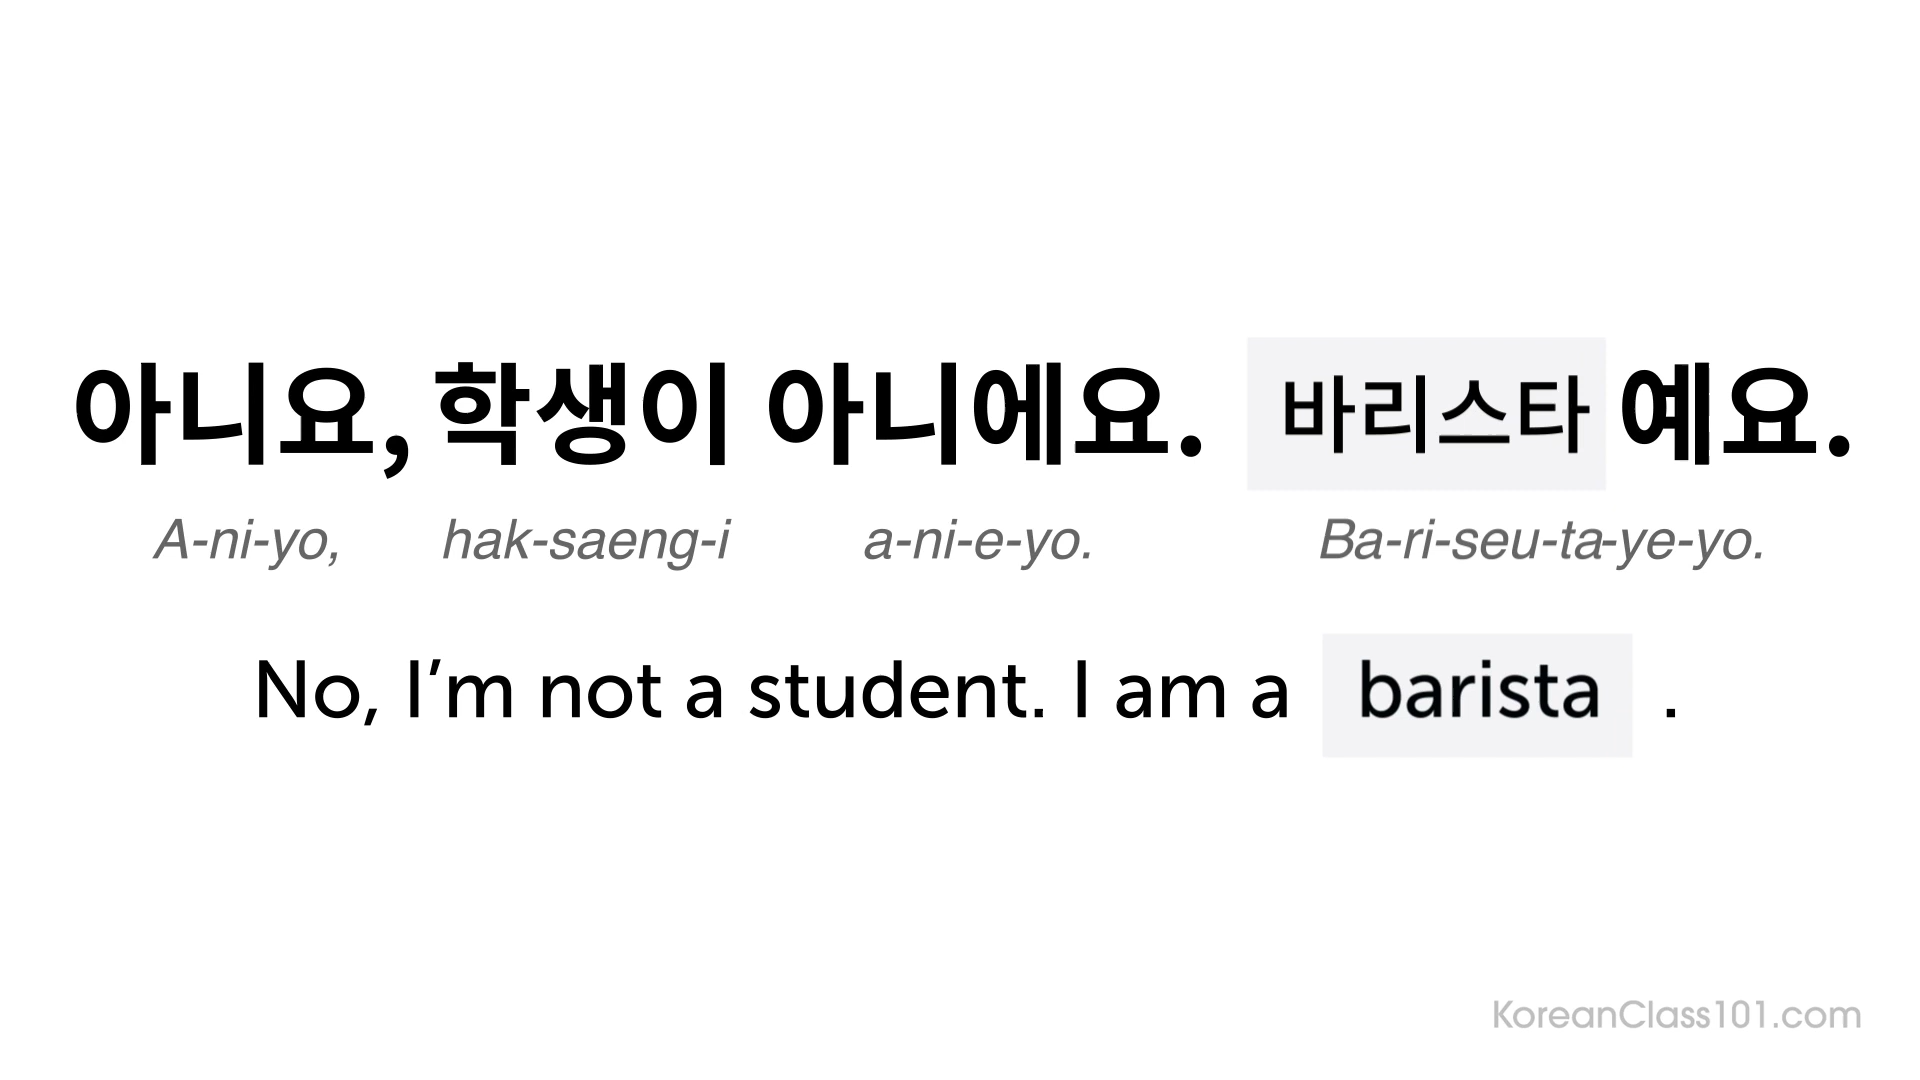 아니요, 학생이 아니에요. 바리스타 예요.
A-ni-yo, hak-saeng-i a-ni-e-yo. Ba-ri-seu-ta-ye-yo.
No, I’m not a student. I am a barista .
KoreanClass101.com